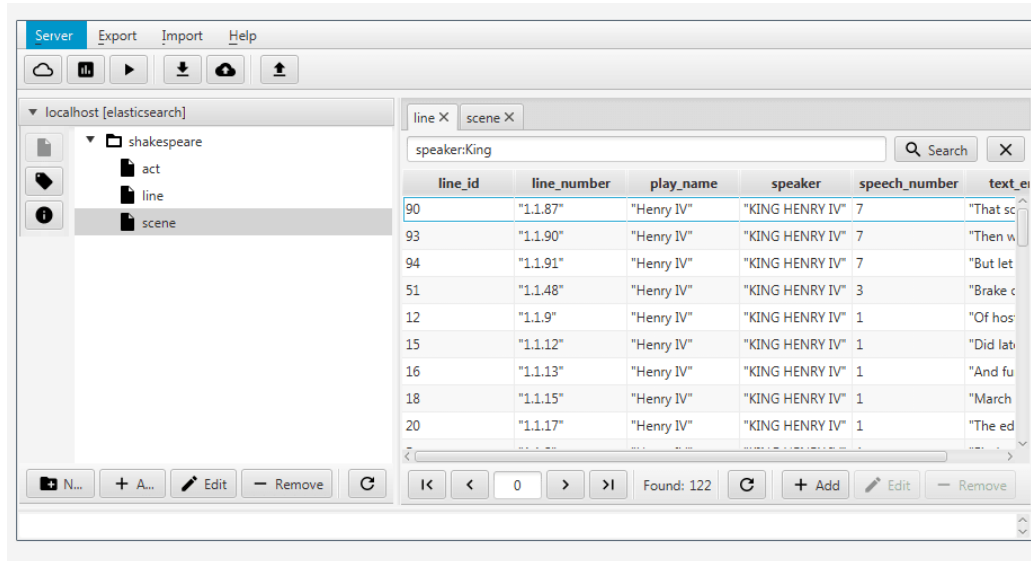 Server Export Import Help
localhost [elasticsearch]
shakespeare
act
line
scene
N... A... Edit Remove
line scene
speaker:King Search
line_id line_number play_name speaker speech_number text_e
90 "1.1.87" "Henry IV" "KING HENRY IV" 7 "That sc
93 "1.1.90" "Henry IV" "KING HENRY IV" 7 "Then w
94 "1.1.91" "Henry IV" "KING HENRY IV" 7 "But let
51 "1.1.48" "Henry IV" "KING HENRY IV" 3 "Brake c
12 "1.1.9" "Henry IV" "KING HENRY IV" 1 "Of hos
15 "1.1.12" "Henry IV" "KING HENRY IV" 1 "Did lat
16 "1.1.13" "Henry IV" "KING HENRY IV" 1 "And fu
18 "1.1.15" "Henry IV" "KING HENRY IV" 1 "March
20 "1.1.17" "Henry IV" "KING HENRY IV" 1 "The ed
0 Found: 122 Add Edit Remove